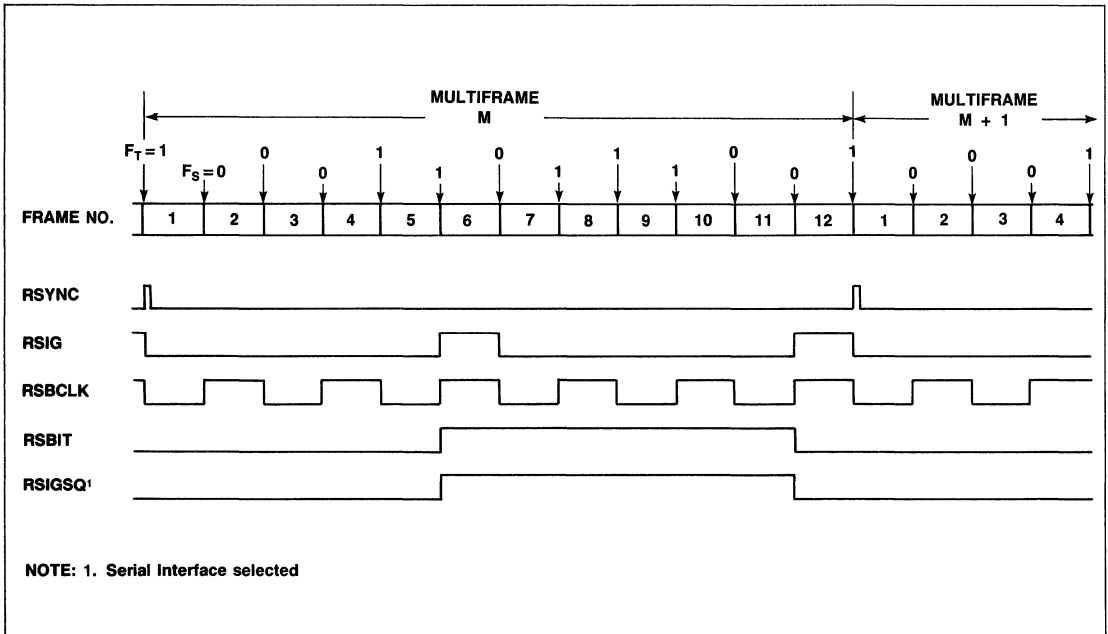 MULTIFRAME M MULTIFRAME M + 1
F_T=1 0 1 0 1 0 1 0 1
F_S=0 0 1 1 1 0 0 0
FRAME NO. 1 2 3 4 5 6 7 8 9 10 11 12 1 2 3 4
RSYNC
RSIG
RSBCLK
RSBIT
RSIGSQ¹
NOTE: 1. Serial Interface selected